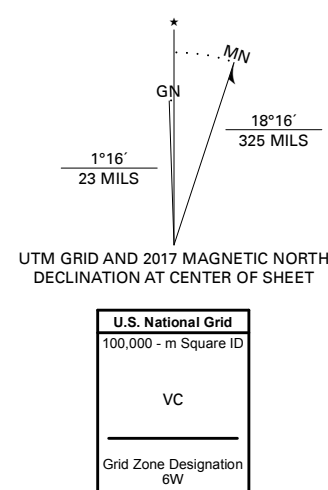 MN
GN
18°16´
325 MILS
1°16´
23 MILS
UTM GRID AND 2017 MAGNETIC NORTH
DECLINATION AT CENTER OF SHEET
U.S. National Grid
100,000 - m Square ID
VC
Grid Zone Designation
6W